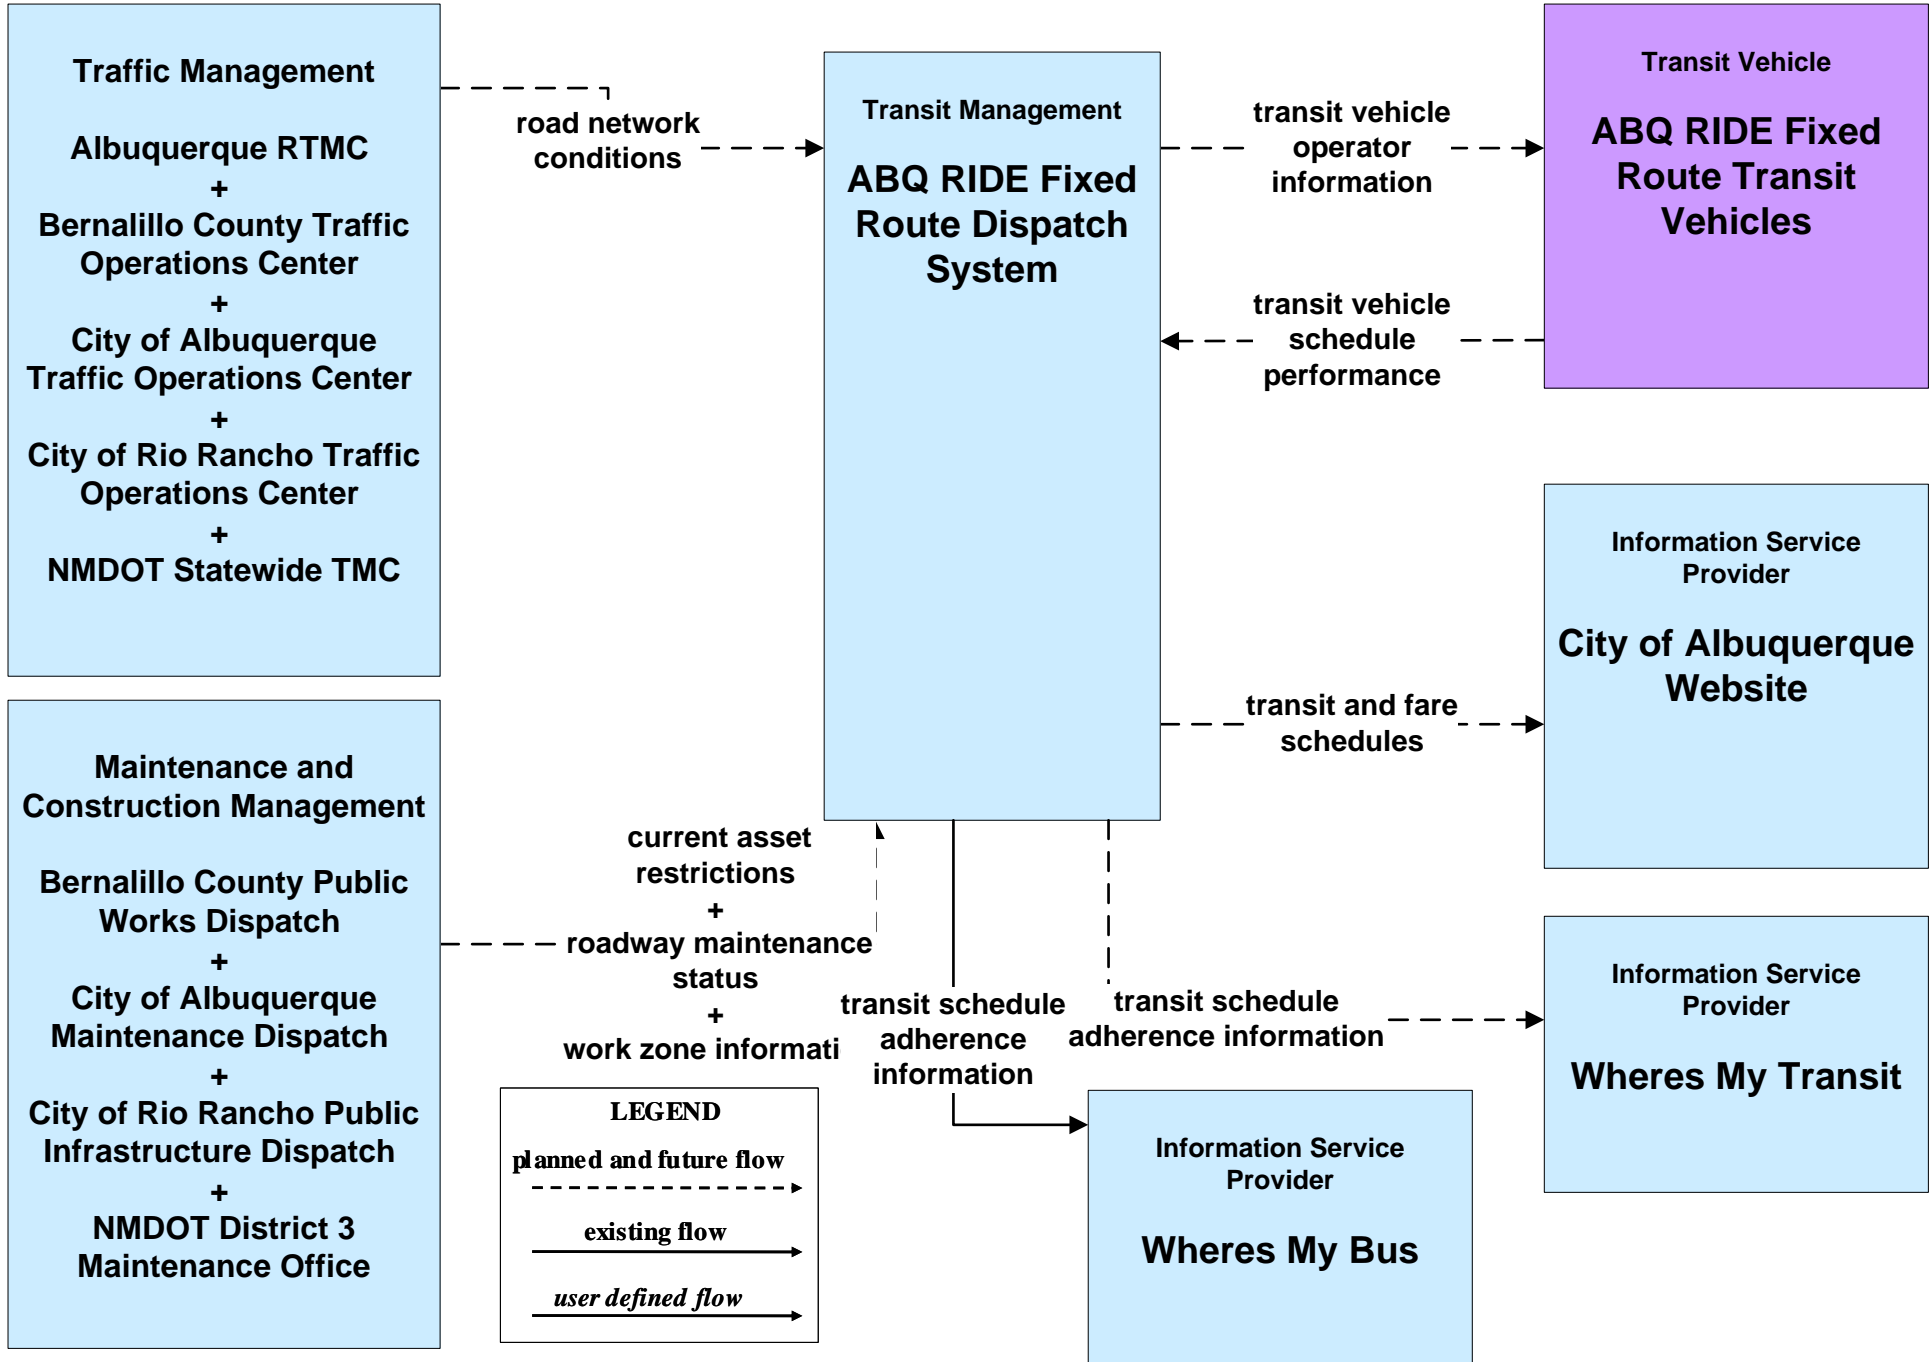 Traffic Management
Albuquerque RTMC
+
Bernalillo County Traffic
Operations Center
+
City of Albuquerque
Traffic Operations Center
+
City of Rio Rancho Traffic
Operations Center
+
NMDOT Statewide TMC
road network
conditions
Transit Management
ABQ RIDE Fixed
Route Dispatch
System
transit vehicle
operator
information
transit vehicle
schedule
performance
Transit Vehicle
ABQ RIDE Fixed
Route Transit
Vehicles
transit and fare
schedules
Information Service
Provider
City of Albuquerque
Website
Maintenance and
Construction Management
Bernalillo County Public
Works Dispatch
+
City of Albuquerque
Maintenance Dispatch
+
City of Rio Rancho Public
Infrastructure Dispatch
+
NMDOT District 3
Maintenance Office
current asset
restrictions
+
roadway maintenance
status
+
work zone informati
transit schedule
adherence
information
transit schedule
adherence information
Information Service
Provider
Wheres My Transit
Information Service
Provider
Wheres My Bus
LEGEND
planned and future flow
existing flow
user defined flow